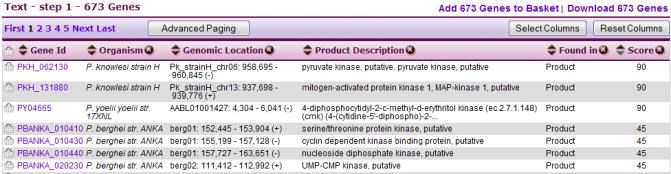 Text - step 1 - 673 Genes
Add 673 Genes to Basket | Download 673 Genes
First 1 2 3 4 5 Next Last Advanced Paging Select Columns Reset Columns
Gene Id Organism Genomic Location Product Description Found in Score
PKH_062130 P. knowlesi strain H Pk_strainH_chr06: 958,695 - 960,845 (-) pyruvate kinase, putative. pyruvate kinase, putative Product 90
PKH_131880 P. knowlesi strain H Pk_strainH_chr13: 937,698 - 939,776 (+) mitogen-activated protein kinase 1, MAP-kinase 1, putative Product 90
PY04665 P. yoelii yoelii str. 17XNL AABL01001427: 4,304 - 6,041 (-) 4-diphosphocytidyl-2-c-methyl-d-erythritol kinase (ec 2.7.1.148) (cmk) (4-(cytidine-5'-diphospho)-2-... Product 90
PBANKA_010410 P. berghei str. ANKA berg01: 152,445 - 153,904 (+) serine/threonine protein kinase, putative Product 45
PBANKA_010430 P. berghei str. ANKA berg01: 155,199 - 157,128 (-) cyclin dependent kinase binding protein, putative Product 45
PBANKA_010440 P. berghei str. ANKA berg01: 157,727 - 163,651 (-) nucleoside diphosphate kinase, putative Product 45
PBANKA_020230 P. berghei str. ANKA berg02: 111,412 - 112,992 (+) UMP-CMP kinase, putative Product 45